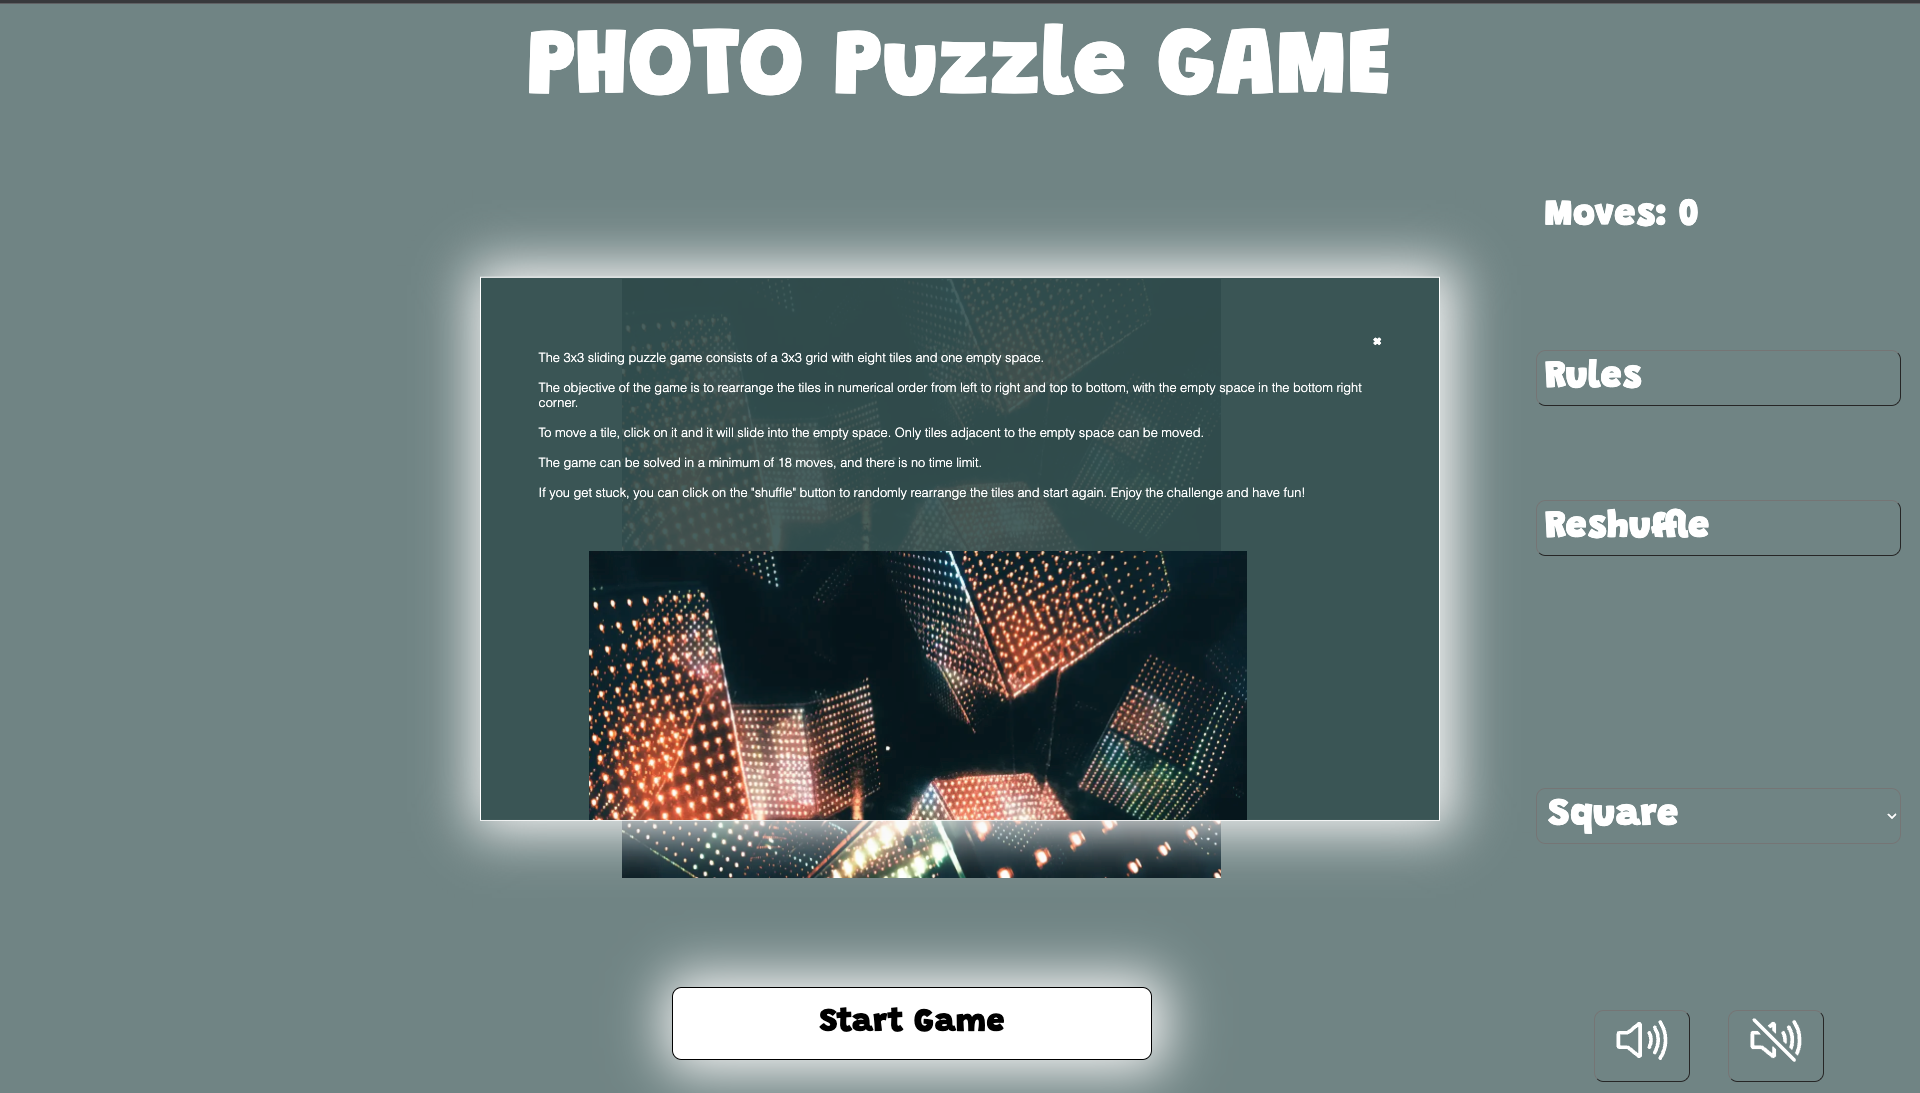 PHOTO Puzzle GAME
Moves: 0
The 3x3 sliding puzzle game consists of a 3x3 grid with eight tiles and one empty space.
The objective of the game is to rearrange the tiles in numerical order from left to right and top to bottom, with the empty space in the bottom right
corner.
To move a tile, click on it and it will slide into the empty space. Only tiles adjacent to the empty space can be moved.
The game can be solved in a minimum of 18 moves, and there is no time limit.
If you get stuck, you can click on the "shuffle" button to randomly rearrange the tiles and start again. Enjoy the challenge and have fun!
Rules
Reshuffle
Square
Start Game